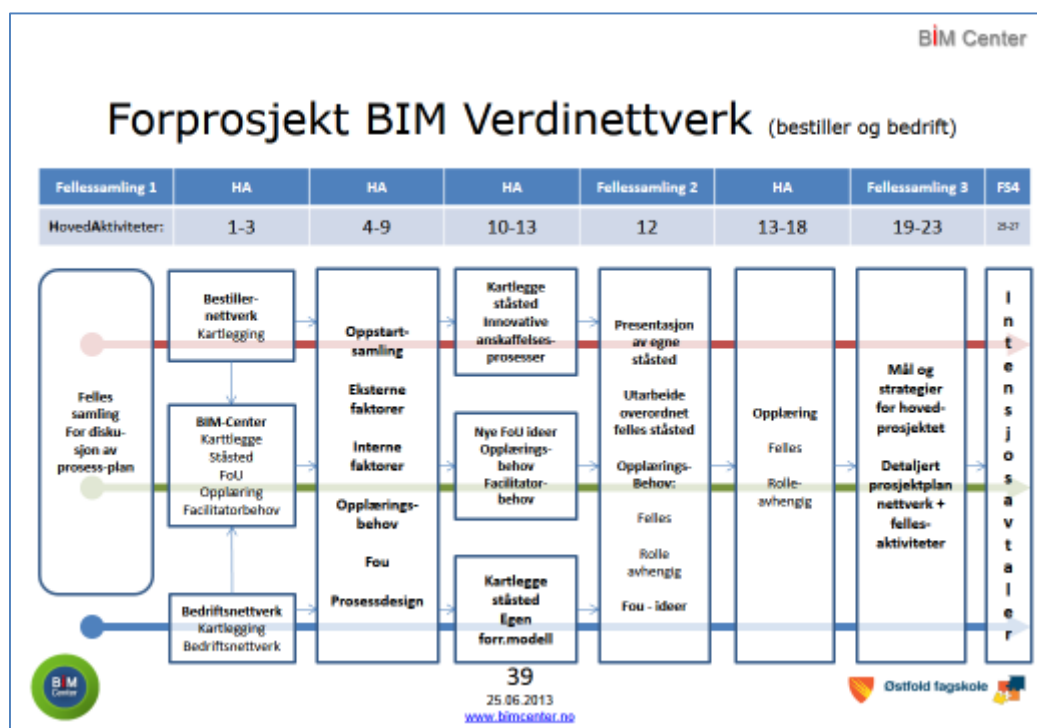 BiM Center
Forprosjekt BIM Verdinettverk (bestiller og bedrift)
Fellessamling 1 HA HA HA Fellessamling 2 HA Fellessamling 3 FS4
HovedAktiviteter: 1-3 4-9 10-13 12 13-18 19-23 25-27
Felles
samling
For disku-
sjon av
prosess-plan
Bestiller-
nettverk
Kartlegging
BIM-Center
Karttlegge
Ståsted
FoU
Opplæring
Facilitatorbehov
Bedriftsnettverk
Kartlegging
Bedriftsnettverk
Oppstart-
samling
Eksterne
faktorer
Interne
faktorer
Opplærings-
behov
Fou
Prosessdesign
Kartlegge
ståsted
Innovative
anskaffelses-
prosesser
Nye FoU ideer
Opplærings-
behov
Facilitator-
behov
Kartlegge
ståsted
Egen
forr.modell
Presentasjon
av egne
ståsted
Utarbeide
overordnet
felles ståsted
Opplærings-
Behov:
Felles
Rolle
avhengig
Fou - ideer
Opplæring
Felles
Rolle-
avhengig
Mål og
strategier
for hoved-
prosjektet
Detaljert
prosjektplan
nettverk +
felles-
aktiviteter
I
n
t
e
n
s
j
o
s
a
v
t
a
l
e
r
BiM
Center
39
25.06.2013
www.bimcenter.no
Østfold fagskole